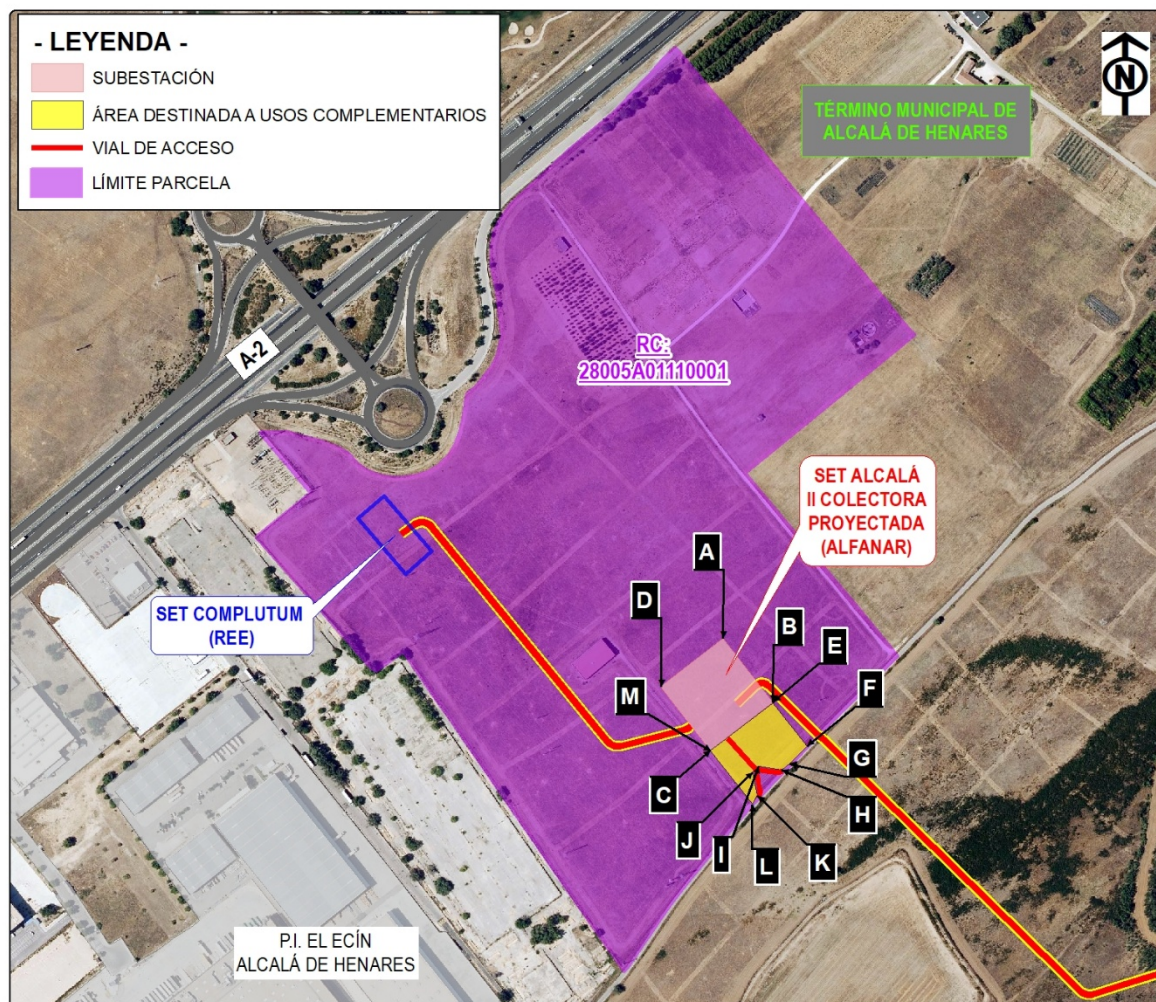 - LEYENDA -
SUBESTACIÓN
ÁREA DESTINADA A USOS COMPLEMENTARIOS
VIAL DE ACCESO
LÍMITE PARCELA
N
TÉRMINO MUNICIPAL DE
ALCALÁ DE HENARES
A-2
RC:
28005A01110001
SET ALCALÁ
II COLECTORA
PROYECTADA
(ALFANAR)
SET COMPLUTUM
(REE)
A
D
B
E
M
F
C
G
J
H
I
L
K
P.I. EL ECÍN
ALCALÁ DE HENARES